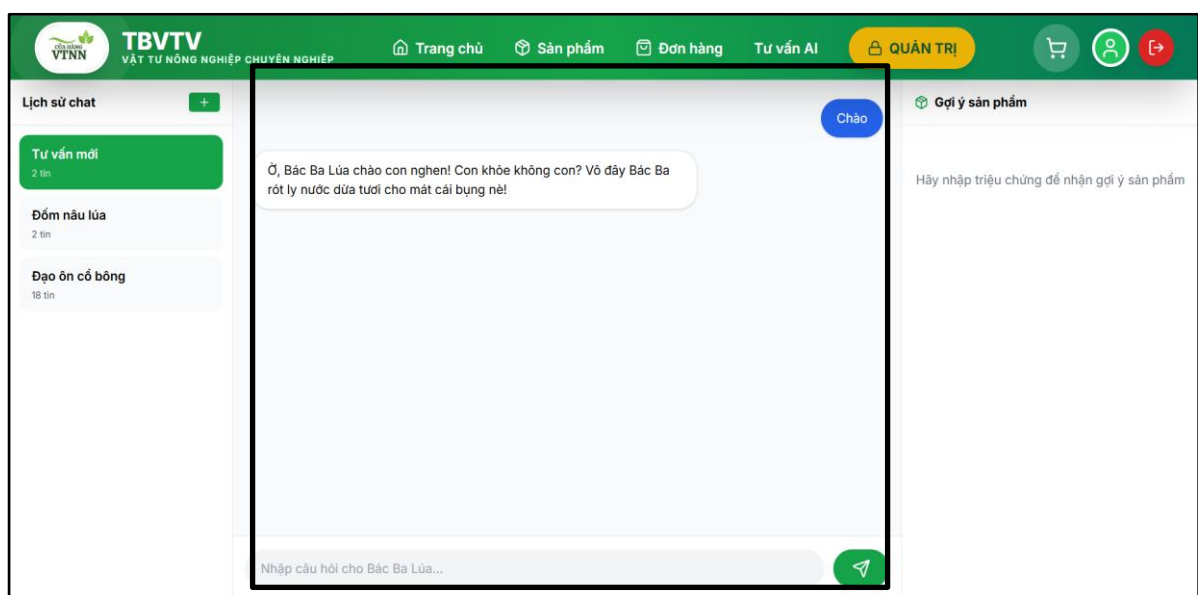 CỬA HÀNG
VTNN
TBVTV
VẬT TƯ NÔNG NGHIỆP CHUYÊN NGHIỆP
Trang chủ
Sản phẩm
Đơn hàng
Tư vấn AI
QUẢN TRỊ
Lịch sử chat
+
Tư vấn mới
2 tin
Đốm nâu lúa
2 tin
Đạo ôn cổ bông
18 tin
Chào
Ờ, Bác Ba Lúa chào con nghen! Con khỏe không con? Vô đây Bác Ba
rót ly nước dừa tươi cho mát cái bụng nè!
Nhập câu hỏi cho Bác Ba Lúa...
Gợi ý sản phẩm
Hãy nhập triệu chứng để nhận gợi ý sản phẩm